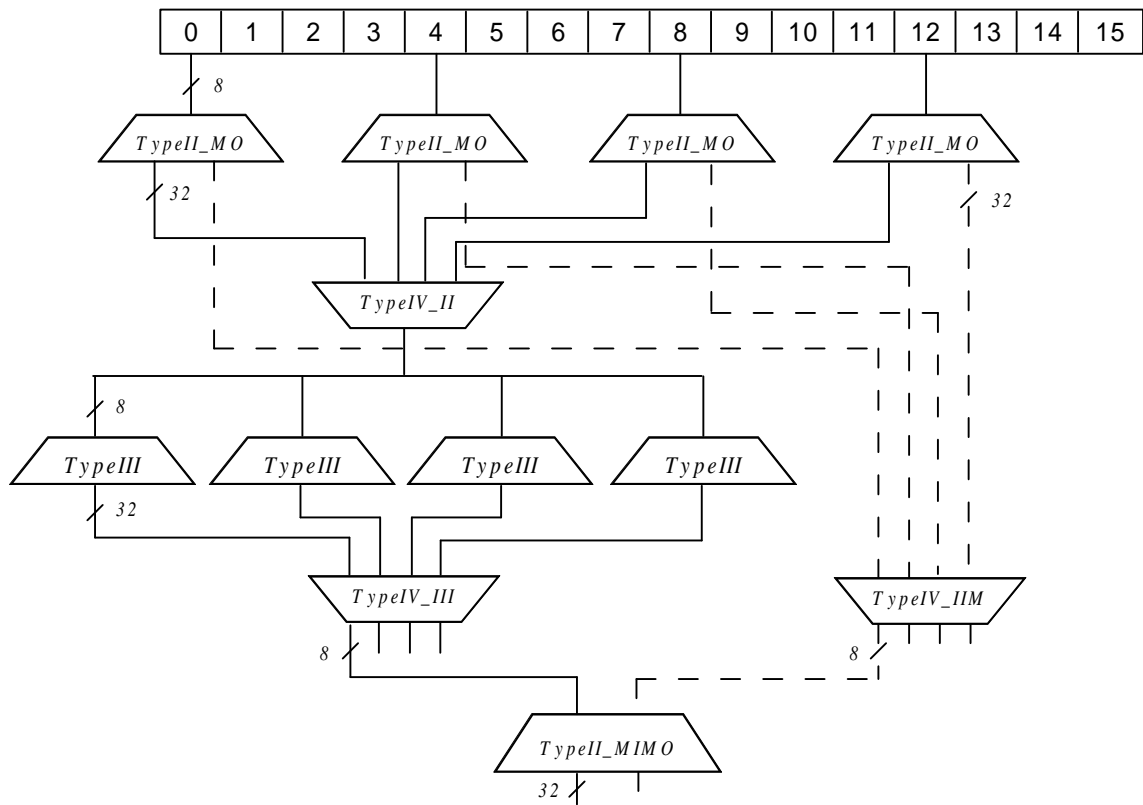 0 1 2 3 4 5 6 7 8 9 10 11 12 13 14 15
8
TypeII_MO TypeII_MO TypeII_MO TypeII_MO
32 32
TypeIV_II
8
TypeIII TypeIII TypeIII TypeIII
32
TypeIV_III TypeIV_IIM
8 8
TypeII_MIMO
32